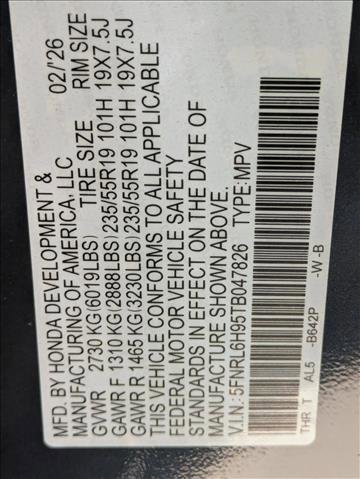 MFD. BY HONDA DEVELOPMENT & 02/'26
MANUFACTURING OF AMERICA, LLC
GVWR 2730 KG(6019LBS) TIRE SIZE RIM SIZE
GAWR F 1310 KG(2888LBS)235/55R19 101H 19X7.5J
GAWR R 1465 KG(3230LBS)235/55R19 101H 19X7.5J
THIS VEHICLE CONFORMS TO ALL APPLICABLE
FEDERAL MOTOR VEHICLE SAFETY
STANDARDS IN EFFECT ON THE DATE OF
MANUFACTURE SHOWN ABOVE.
V.I.N.:5FNRL6H95TB047826 TYPE:MPV
THR T AL5 -B642P -W -B